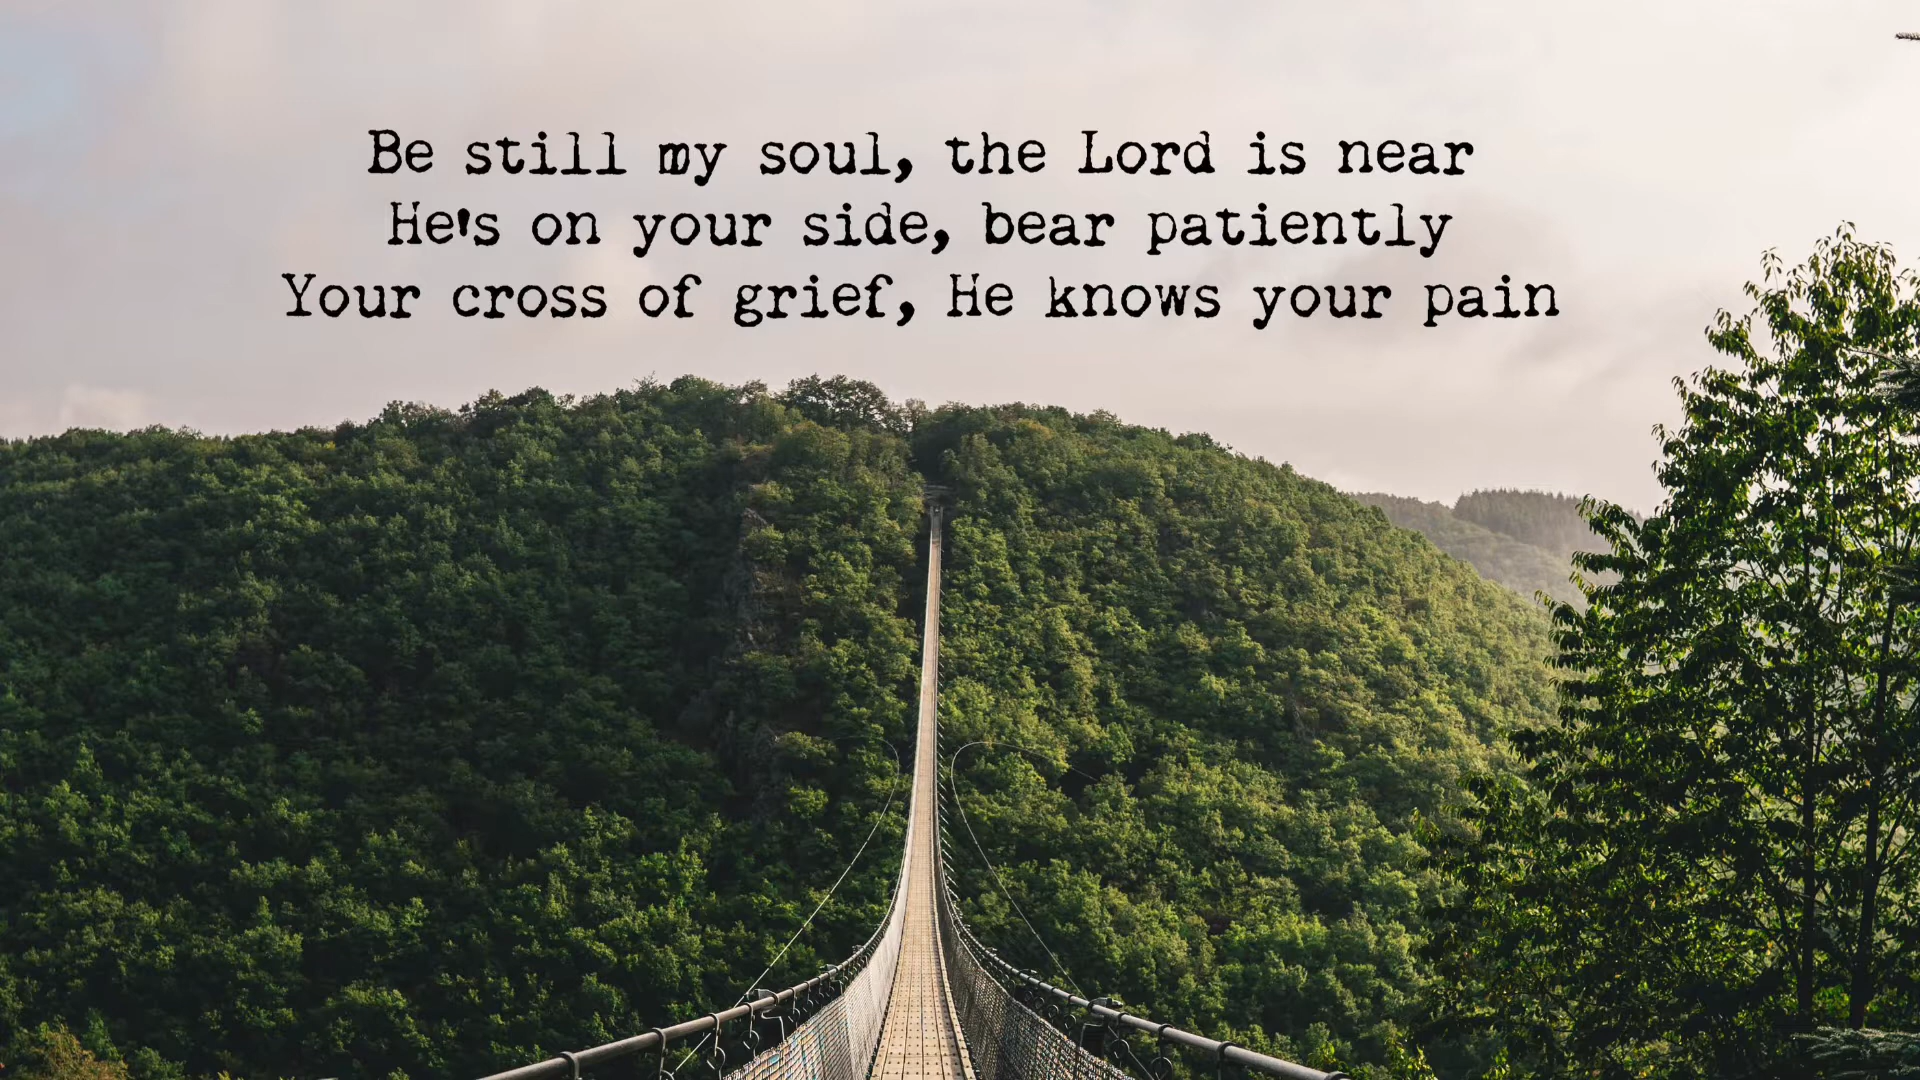 Be still my soul, the Lord is near
He's on your side, bear patiently
Your cross of grief, He knows your pain